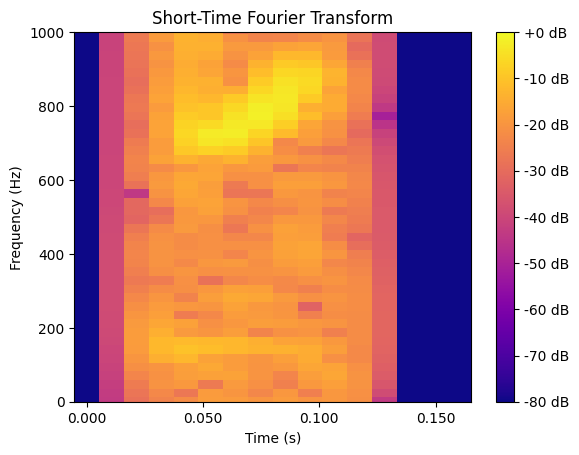 Short-Time Fourier Transform
Frequency (Hz)
1000
800
600
400
200
0
0.000
0.050
0.100
0.150
Time (s)
+0 dB
-10 dB
-20 dB
-30 dB
-40 dB
-50 dB
-60 dB
-70 dB
-80 dB